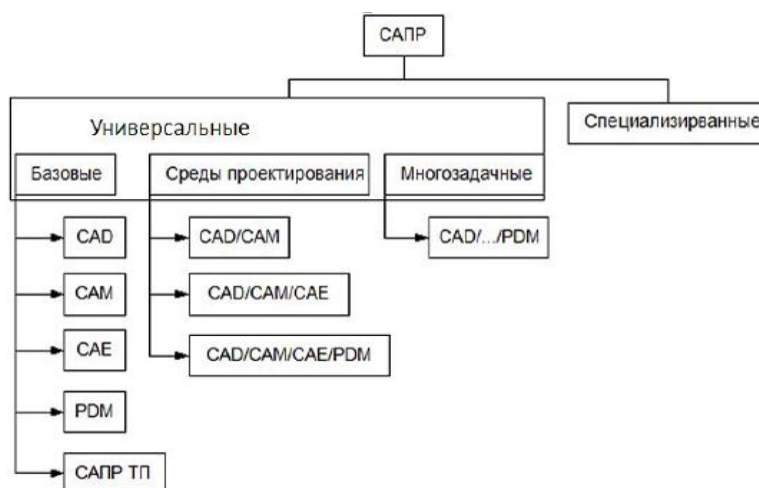 САПР
Универсальные
Специализирванные
Базовые
Среды проектирования
Многозадачные
CAD
CAD/CAM
CAD/.../PDM
CAM
CAD/CAM/CAE
CAE
CAD/CAM/CAE/PDM
PDM
САПР ТП